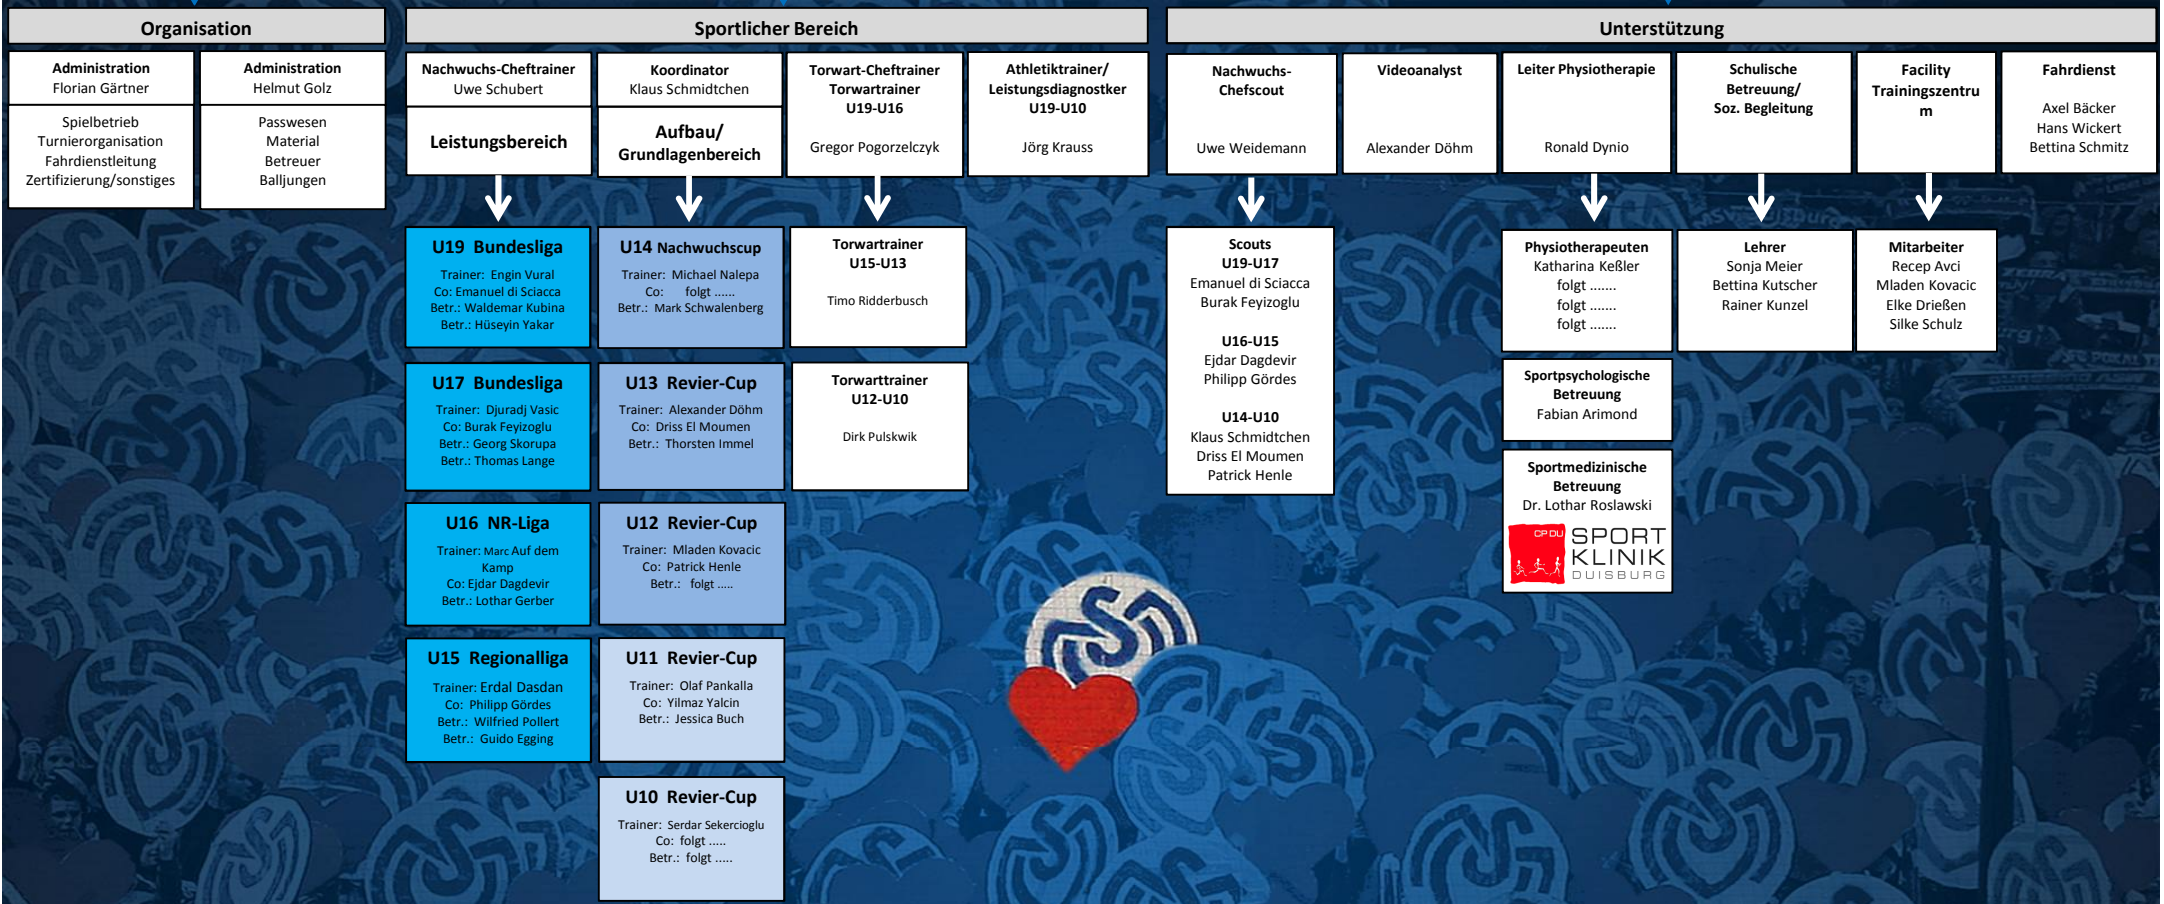 Organisation
Administration
Florian Gärtner
Spielbetrieb
Turnierorganisation
Fahrdienstleitung
Zertifizierung/sonstiges
Administration
Helmut Golz
Passwesen
Material
Betreuer
Balljungen
Sportlicher Bereich
Nachwuchs-Cheftrainer
Uwe Schubert
Leistungsbereich
U19 Bundesliga
Trainer: Engin Vural
Co: Emanuel di Sciacca
Betr.: Waldemar Kubina
Betr.: Hüseyin Yakar
U17 Bundesliga
Trainer: Djuradj Vasic
Co: Burak Feyizoglu
Betr.: Georg Skorupa
Betr.: Thomas Lange
U16 NR-Liga
Trainer: Marc Auf dem
Kamp
Co: Ejdar Dagdevir
Betr.: Lothar Gerber
U15 Regionalliga
Trainer: Erdal Dasdan
Co: Philipp Gördes
Betr.: Wilfried Pollert
Betr.: Guido Egging
Koordinator
Klaus Schmidtchen
Aufbau/
Grundlagenbereich
U14 Nachwuchscup
Trainer: Michael Nalepa
Co: folgt ......
Betr.: Mark Schwalenberg
U13 Revier-Cup
Trainer: Alexander Döhm
Co: Driss El Moumen
Betr.: Thorsten Immel
U12 Revier-Cup
Trainer: Mladen Kovacic
Co: Patrick Henle
Betr.: folgt .....
U11 Revier-Cup
Trainer: Olaf Pankalla
Co: Yilmaz Yalcin
Betr.: Jessica Buch
U10 Revier-Cup
Trainer: Serdar Sekercioglu
Co: folgt .....
Betr.: folgt .....
Torwart-Cheftrainer
Torwartrainer
U19-U16
Gregor Pogorzelczyk
Torwartrainer
U15-U13
Timo Ridderbusch
Torwarttrainer
U12-U10
Dirk Pulskwik
Athletiktrainer/
Leistungsdiagnostker
U19-U10
Jörg Krauss
Unterstützung
Nachwuchs-
Chefscout
Uwe Weidemann
Scouts
U19-U17
Emanuel di Sciacca
Burak Feyizoglu
U16-U15
Ejdar Dagdevir
Philipp Gördes
U14-U10
Klaus Schmidtchen
Driss El Moumen
Patrick Henle
Videoanalyst
Alexander Döhm
Leiter Physiotherapie
Ronald Dynio
Physiotherapeuten
Katharina Keßler
folgt .......
folgt .......
folgt .......
Sportpsychologische
Betreuung
Fabian Arimond
Sportmedizinische
Betreuung
Dr. Lothar Roslawski
CPDU
SPORT
KLINIK
DUISBURG
Schulische
Betreuung/
Soz. Begleitung
Lehrer
Sonja Meier
Bettina Kutscher
Rainer Kunzel
Facility
Trainingszentru
m
Mitarbeiter
Recep Avci
Mladen Kovacic
Elke Drießen
Silke Schulz
Fahrdienst
Axel Bäcker
Hans Wickert
Bettina Schmitz